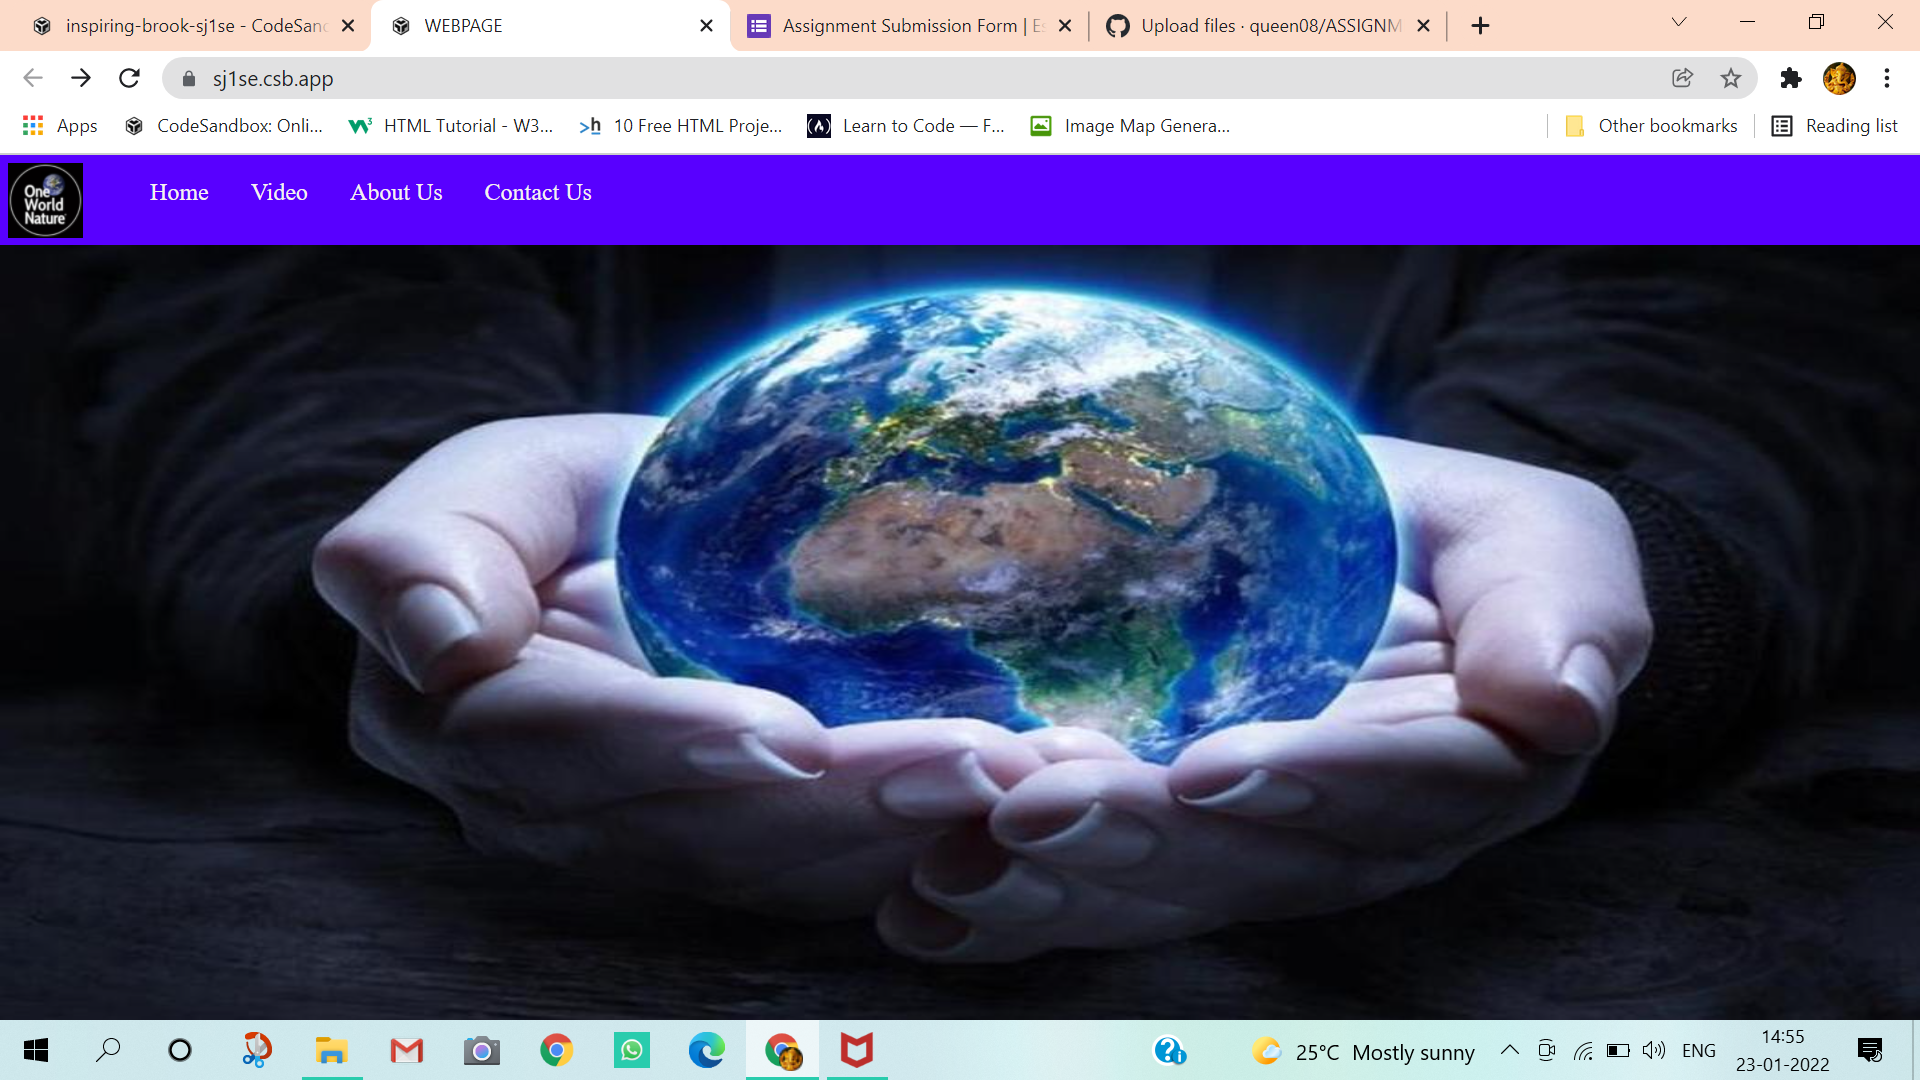 inspiring-brook-sj1se - CodeSan
WEBPAGE
Assignment Submission Form | Es
Upload files · queen08/ASSIGNM
sj1se.csb.app
Apps
CodeSandbox: Onli...
HTML Tutorial - W3...
10 Free HTML Proje...
Learn to Code — F...
Image Map Genera...
Other bookmarks
Reading list
One
World
Nature
Home
Video
About Us
Contact Us
25°C Mostly sunny
ENG
14:55
23-01-2022